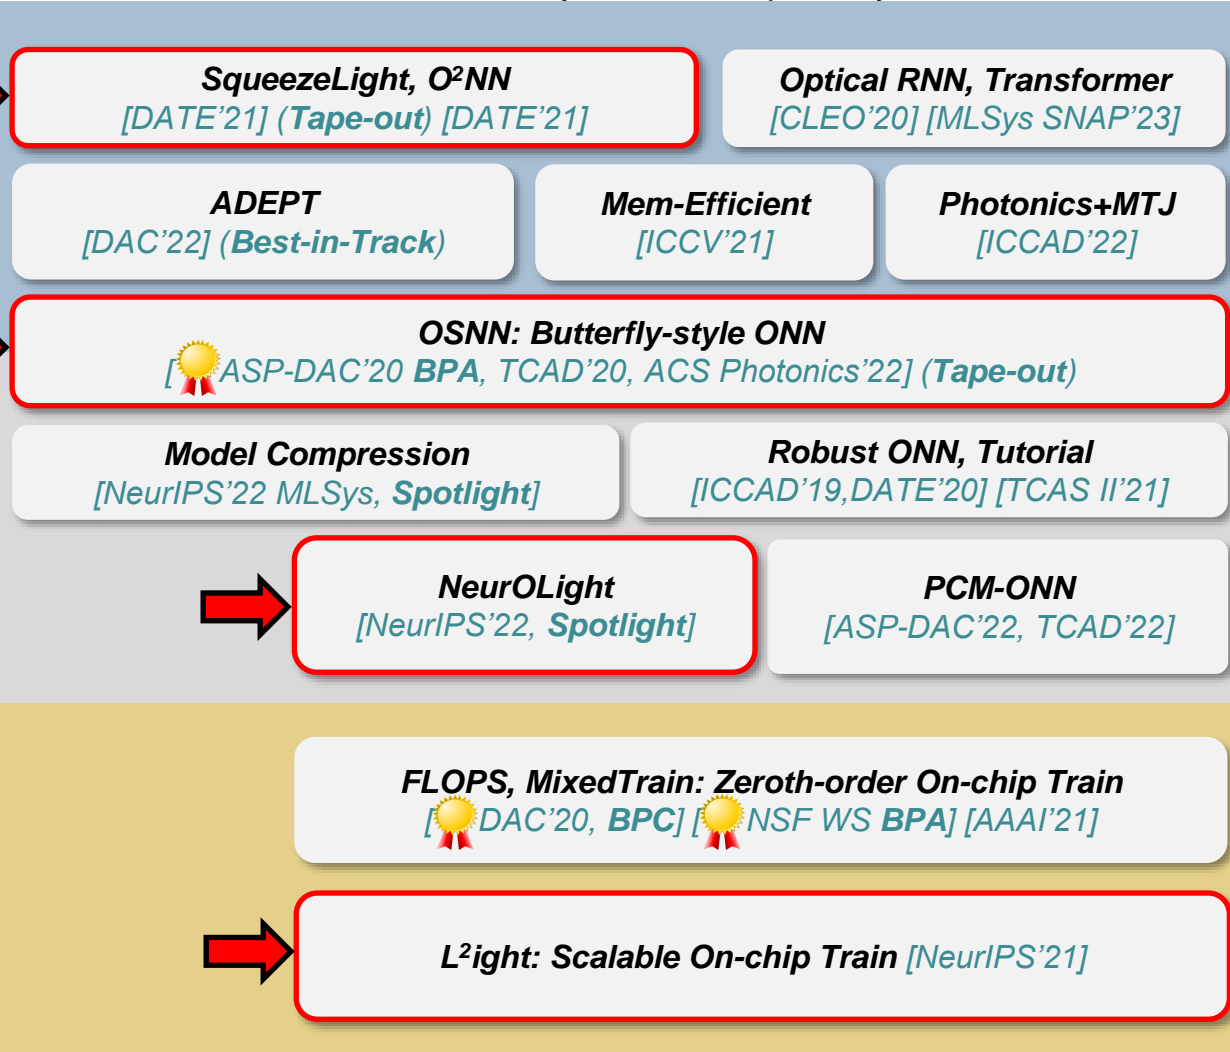 SqueezeLight, O²NN
[DATE’21] (Tape-out) [DATE’21]
Optical RNN, Transformer
[CLEO’20] [MLSys SNAP’23]
ADEPT
[DAC’22] (Best-in-Track)
Mem-Efficient
[ICCV’21]
Photonics+MTJ
[ICCAD’22]
OSNN: Butterfly-style ONN
[ASP-DAC’20 BPA, TCAD’20, ACS Photonics’22] (Tape-out)
Model Compression
[NeurIPS’22 MLSys, Spotlight]
Robust ONN, Tutorial
[ICCAD’19,DATE’20] [TCAS II’21]
NeurOLight
[NeurIPS’22, Spotlight]
PCM-ONN
[ASP-DAC’22, TCAD’22]
FLOPS, MixedTrain: Zeroth-order On-chip Train
[DAC’20, BPC] [NSF WS BPA] [AAAI’21]
L²ight: Scalable On-chip Train [NeurIPS’21]